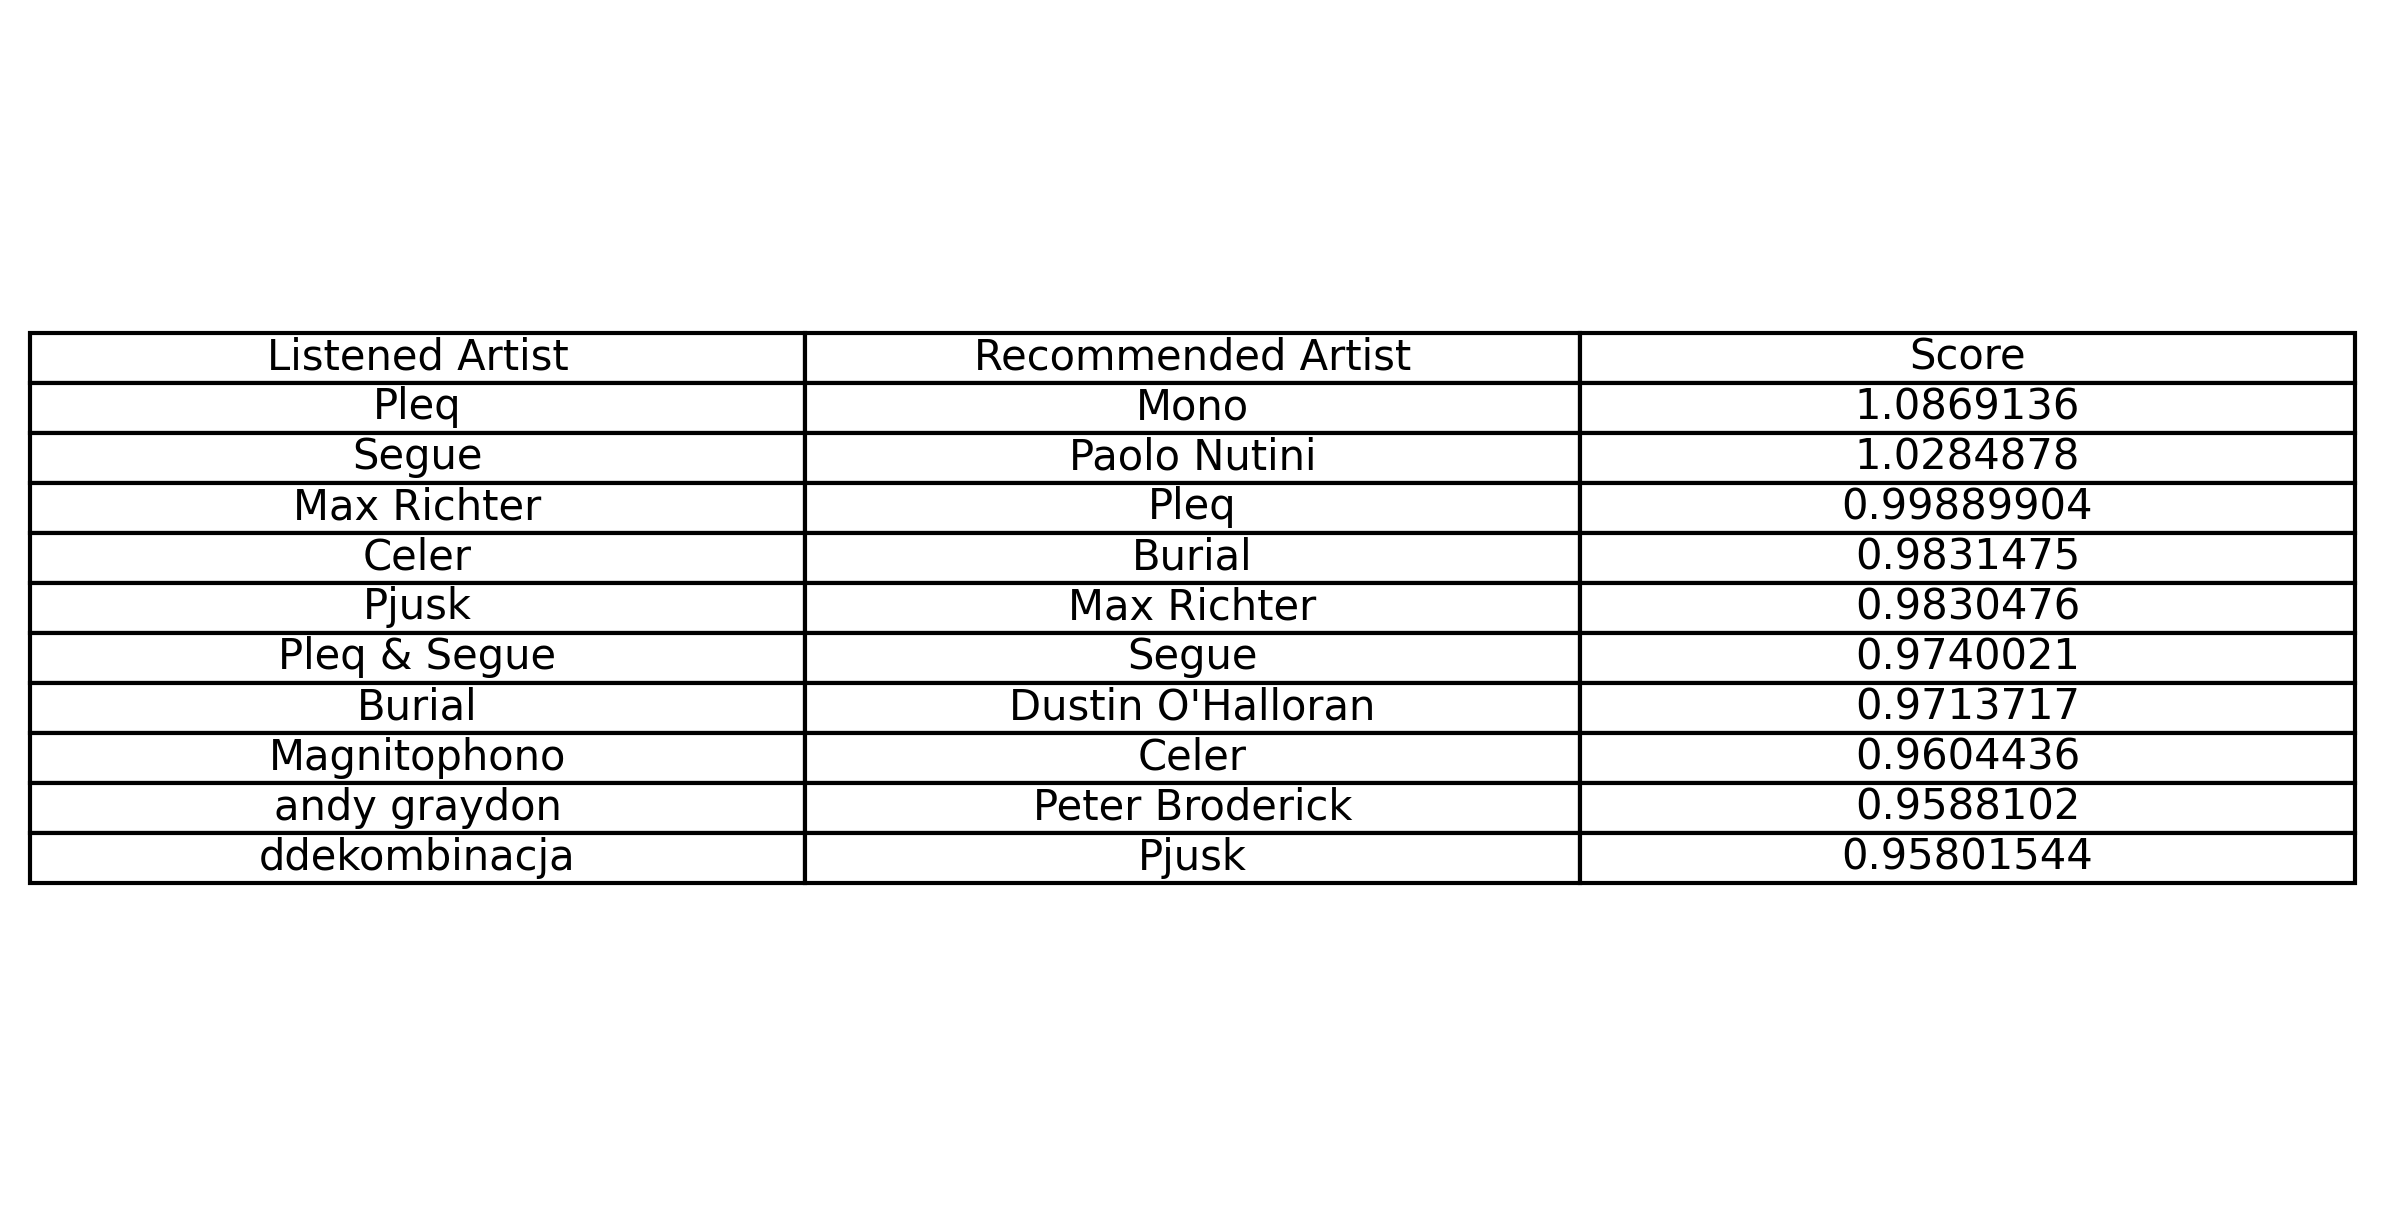 Listened Artist Recommended Artist Score
Pleq Mono 1.0869136
Segue Paolo Nutini 1.0284878
Max Richter Pleq 0.99889904
Celer Burial 0.9831475
Pjusk Max Richter 0.9830476
Pleq & Segue Segue 0.9740021
Burial Dustin O'Halloran 0.9713717
Magnitophono Celer 0.9604436
andy graydon Peter Broderick 0.9588102
ddekombinacja Pjusk 0.95801544